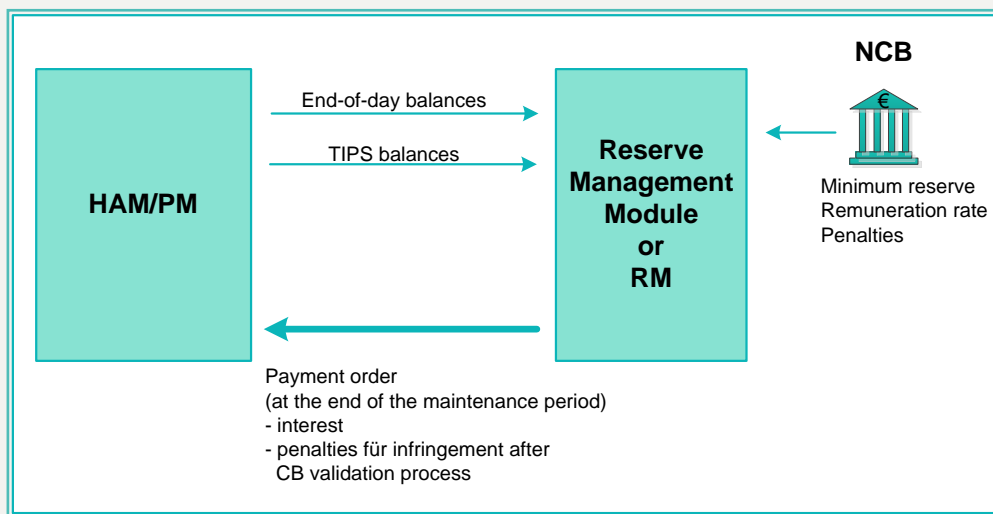 NCB
€
End-of-day balances
TIPS balances
HAM/PM
Reserve
Management
Module
or
RM
Minimum reserve
Remuneration rate
Penalties
Payment order
(at the end of the maintenance period)
- interest
- penalties für infringement after
CB validation process